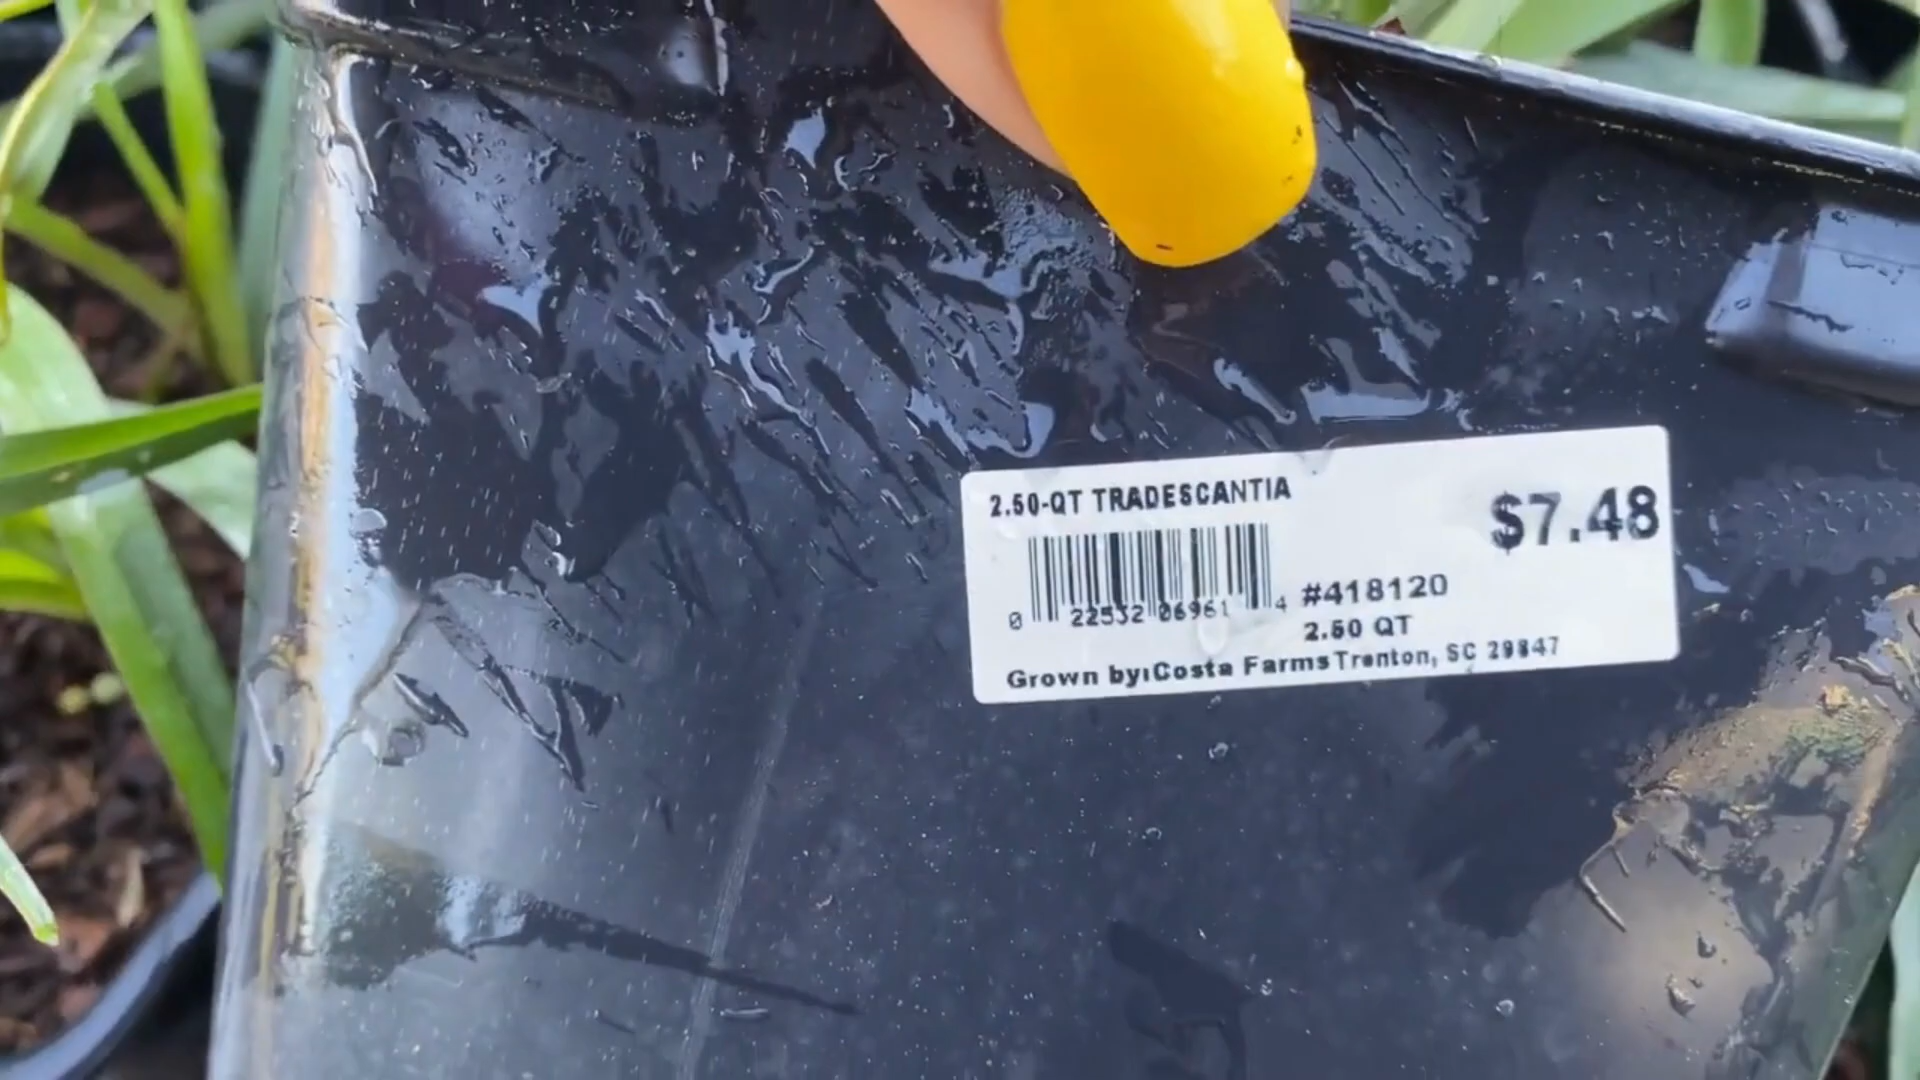 2.50-QT TRADESCANTIA
$7.48
0 22532 06961 4
#418120
2.50 QT
Grown by:Costa Farms Trenton, SC 29847